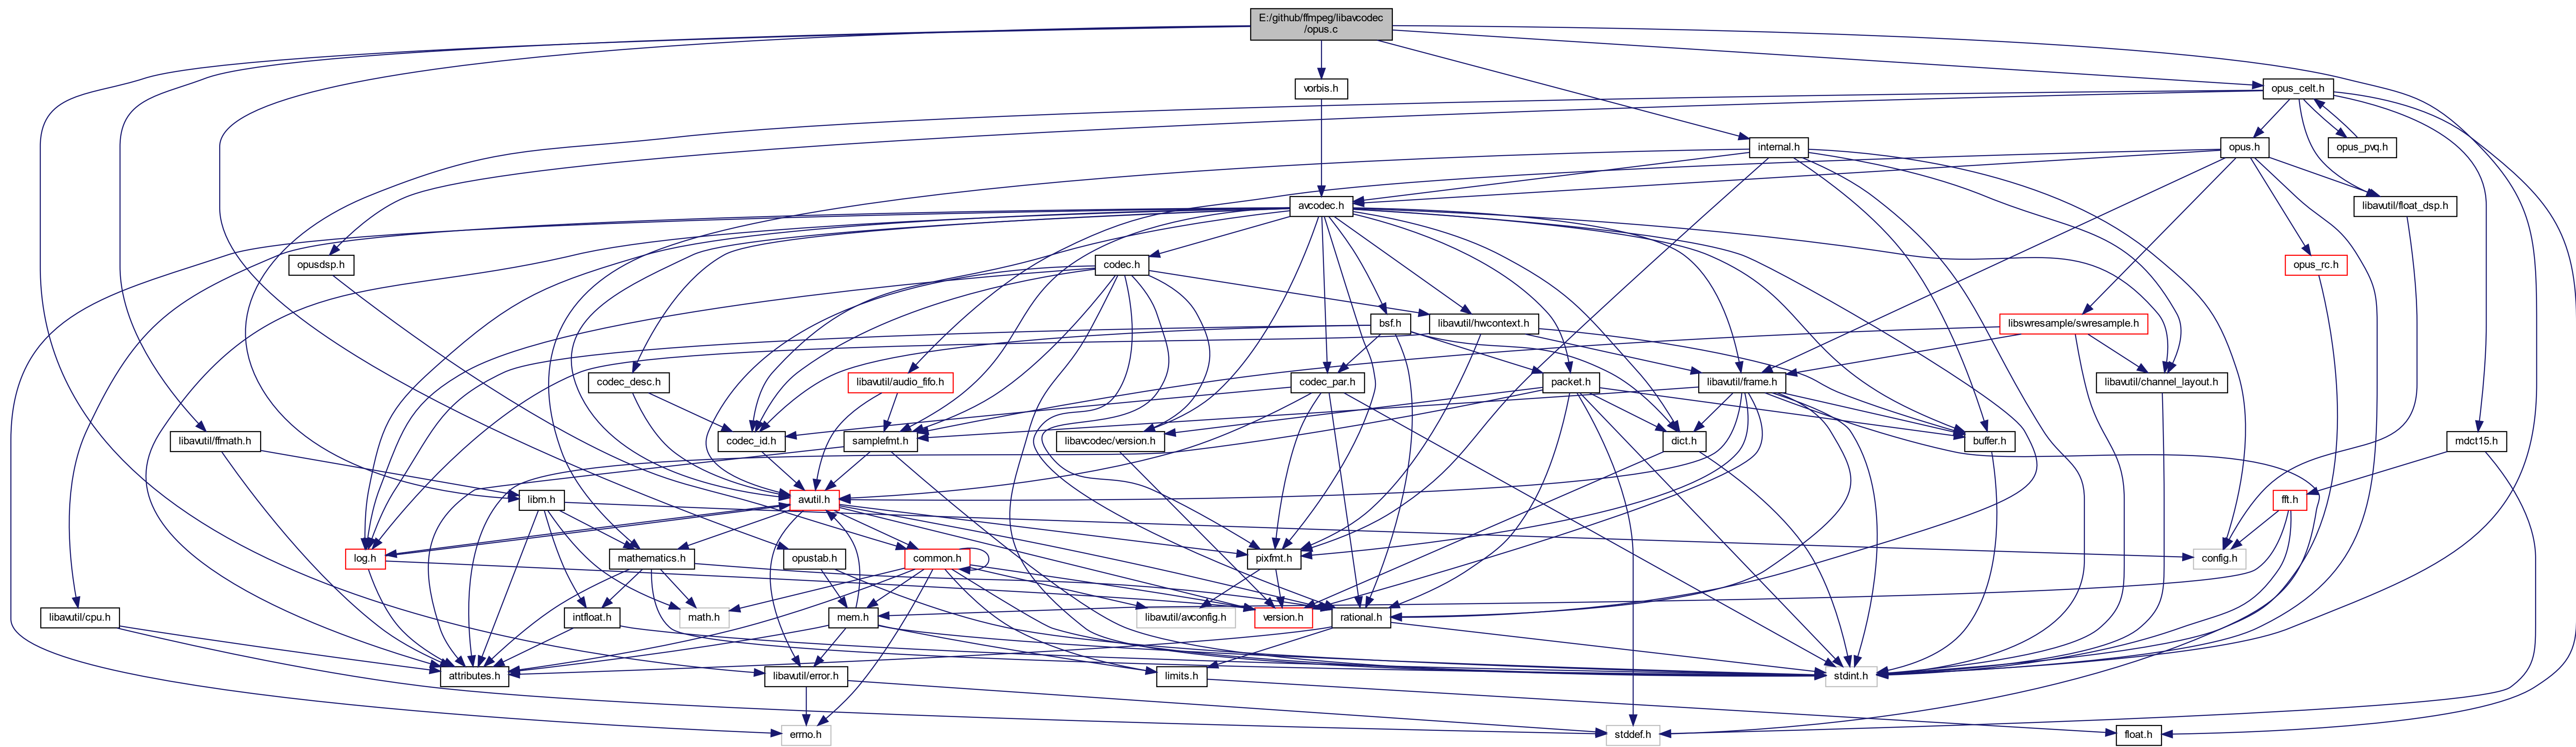 E:/github/ffmpeg/libavcodec
/opus.c
vorbis.h
opus_celt.h
internal.h
opus.h
opus_pvq.h
avcodec.h
libavutil/float_dsp.h
opusdsp.h
codec.h
opus_rc.h
bsf.h
libavutil/hwcontext.h
libswresample/swresample.h
codec_desc.h
libavutil/audio_fifo.h
codec_par.h
packet.h
libavutil/frame.h
libavutil/channel_layout.h
libavutil/ffmath.h
codec_id.h
samplefmt.h
libavcodec/version.h
dict.h
buffer.h
mdct15.h
libm.h
avutil.h
fft.h
log.h
mathematics.h
opustab.h
common.h
pixfmt.h
config.h
libavutil/cpu.h
intfloat.h
math.h
mem.h
libavutil/avconfig.h
version.h
rational.h
attributes.h
libavutil/error.h
limits.h
stdint.h
errno.h
stddef.h
float.h